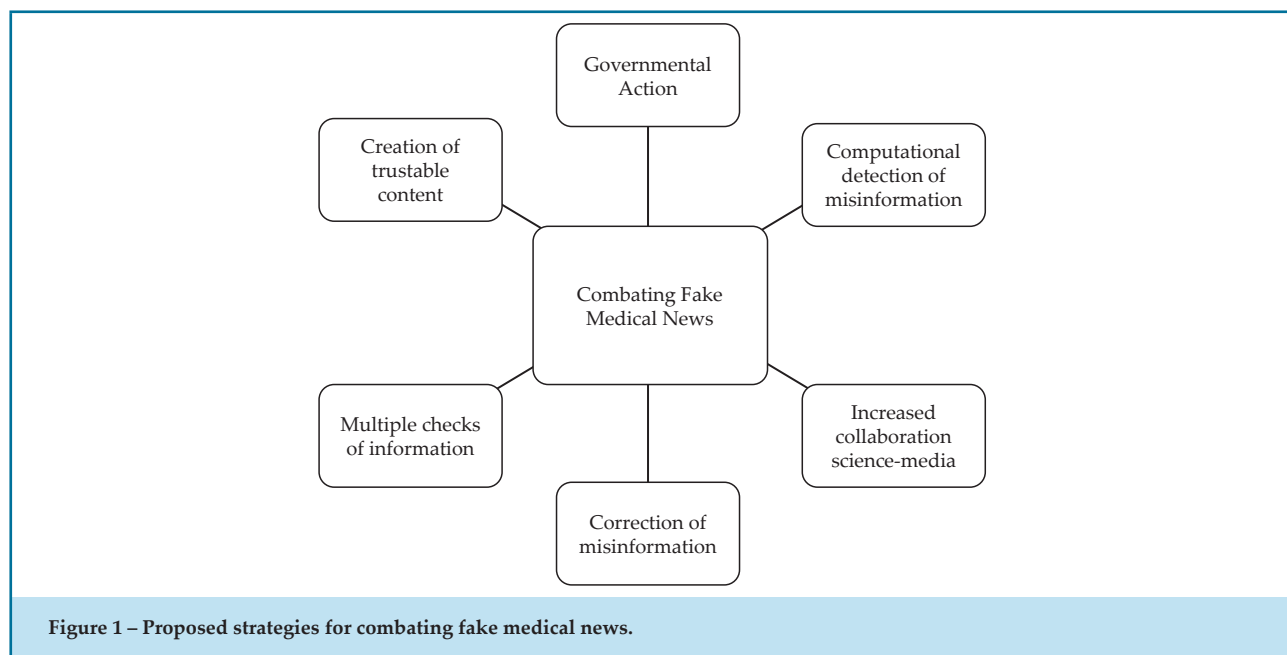 Governmental
Action
Creation of
trustable
content
Computational
detection of
misinformation
Combating Fake
Medical News
Multiple checks
of information
Increased
collaboration
science-media
Correction of
misinformation
Figure 1 – Proposed strategies for combating fake medical news.